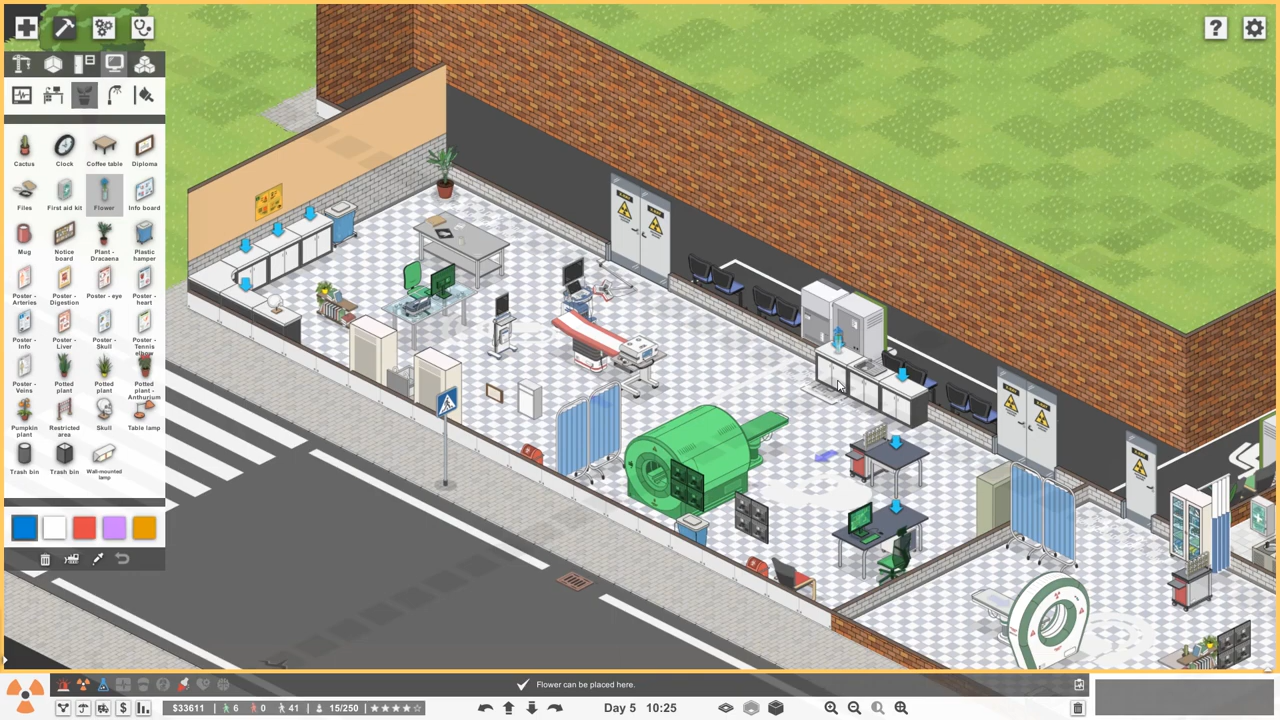 Cactus
Clock
Coffee table
Diploma
Files
First aid kit
Flower
Info board
Mug
Notice board
Plant - Dracaena
Plastic hamper
Poster - Arteries
Poster - Digestion
Poster - eye
Poster - heart
Poster - Info
Poster - Liver
Poster - Skull
Poster - Tennis elbow
Poster - Veins
Potted plant
Potted plant
Potted plant - Anthurium
Pumpkin plant
Restricted area
Skull
Table lamp
Trash bin
Trash bin
Wall-mounted lamp
?
Flower can be placed here.
$
$33611
6
0
41
15/250
Day 5 10:25